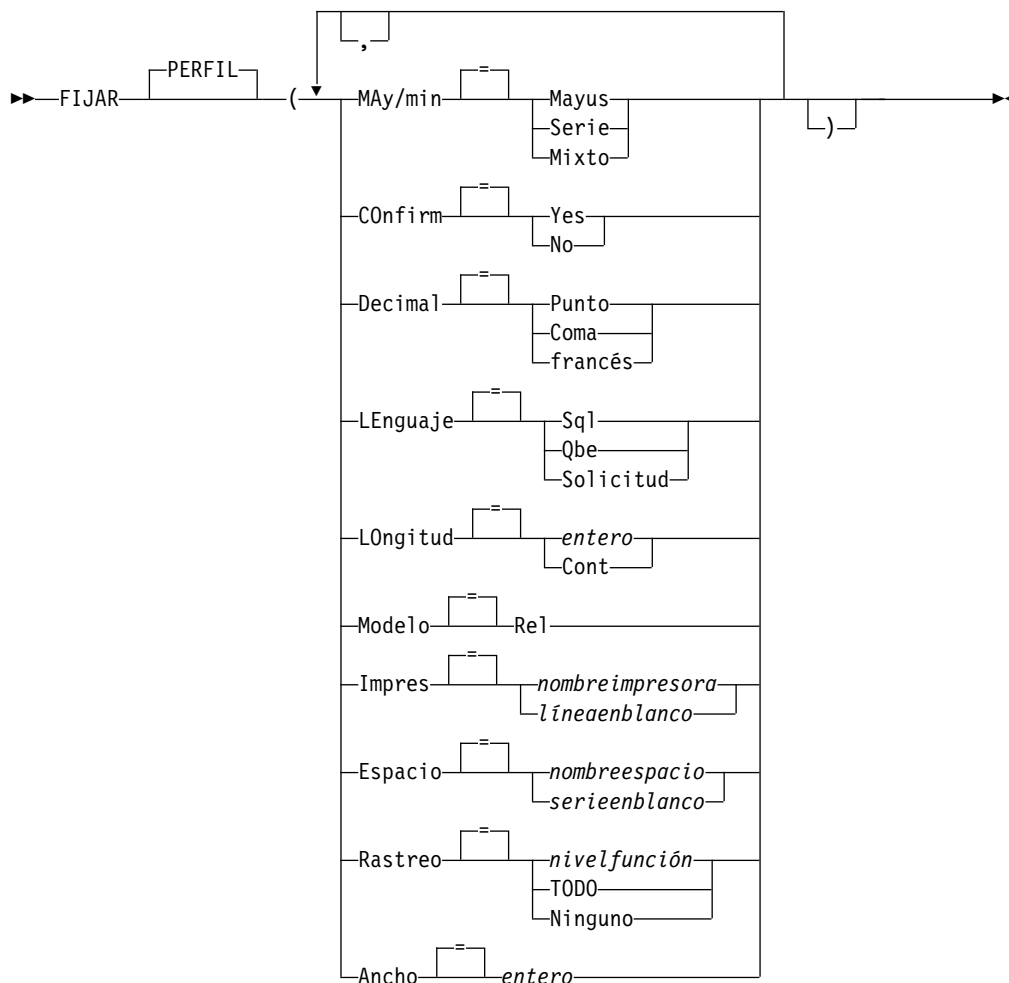 ,
PERFIL =
FIJAR ( MAy/min Mayus )
Serie
Mixto
=
COnfirm Yes
No
=
Decimal Punto
Coma
francés
=
LEnguaje Sql
Qbe
Solicitud
=
LOngitud entero
Cont
=
Modelo Rel
=
Impres nombreimpresora
líneaenblanco
=
Espacio nombreespacio
serieenblanco
=
Rastreo nivelfunción
TODO
Ninguno
=
Ancho entero